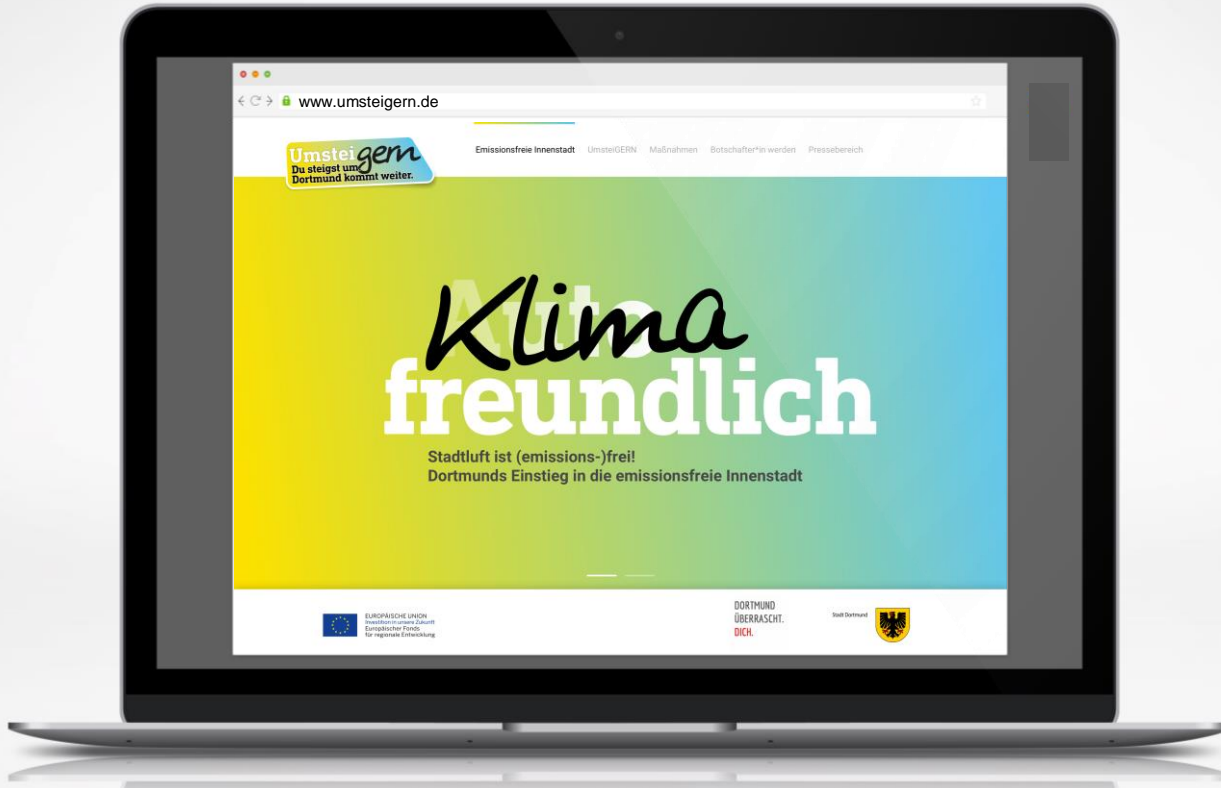 www.umsteigern.de
Umsteigern
Du steigst um,
Dortmund kommt weiter.
Emissionsfreie Innenstadt UmsteiGERN Maßnahmen Botschafter*in werden Pressebereich
Auto
Klima
freundlich
Stadtluft ist (emissions-)frei!
Dortmunds Einstieg in die emissionsfreie Innenstadt
EUROPÄISCHE UNION
Investition in unsere Zukunft
Europäischer Fonds
für regionale Entwicklung
DORTMUND
ÜBERRASCHT.
DICH.
Stadt Dortmund